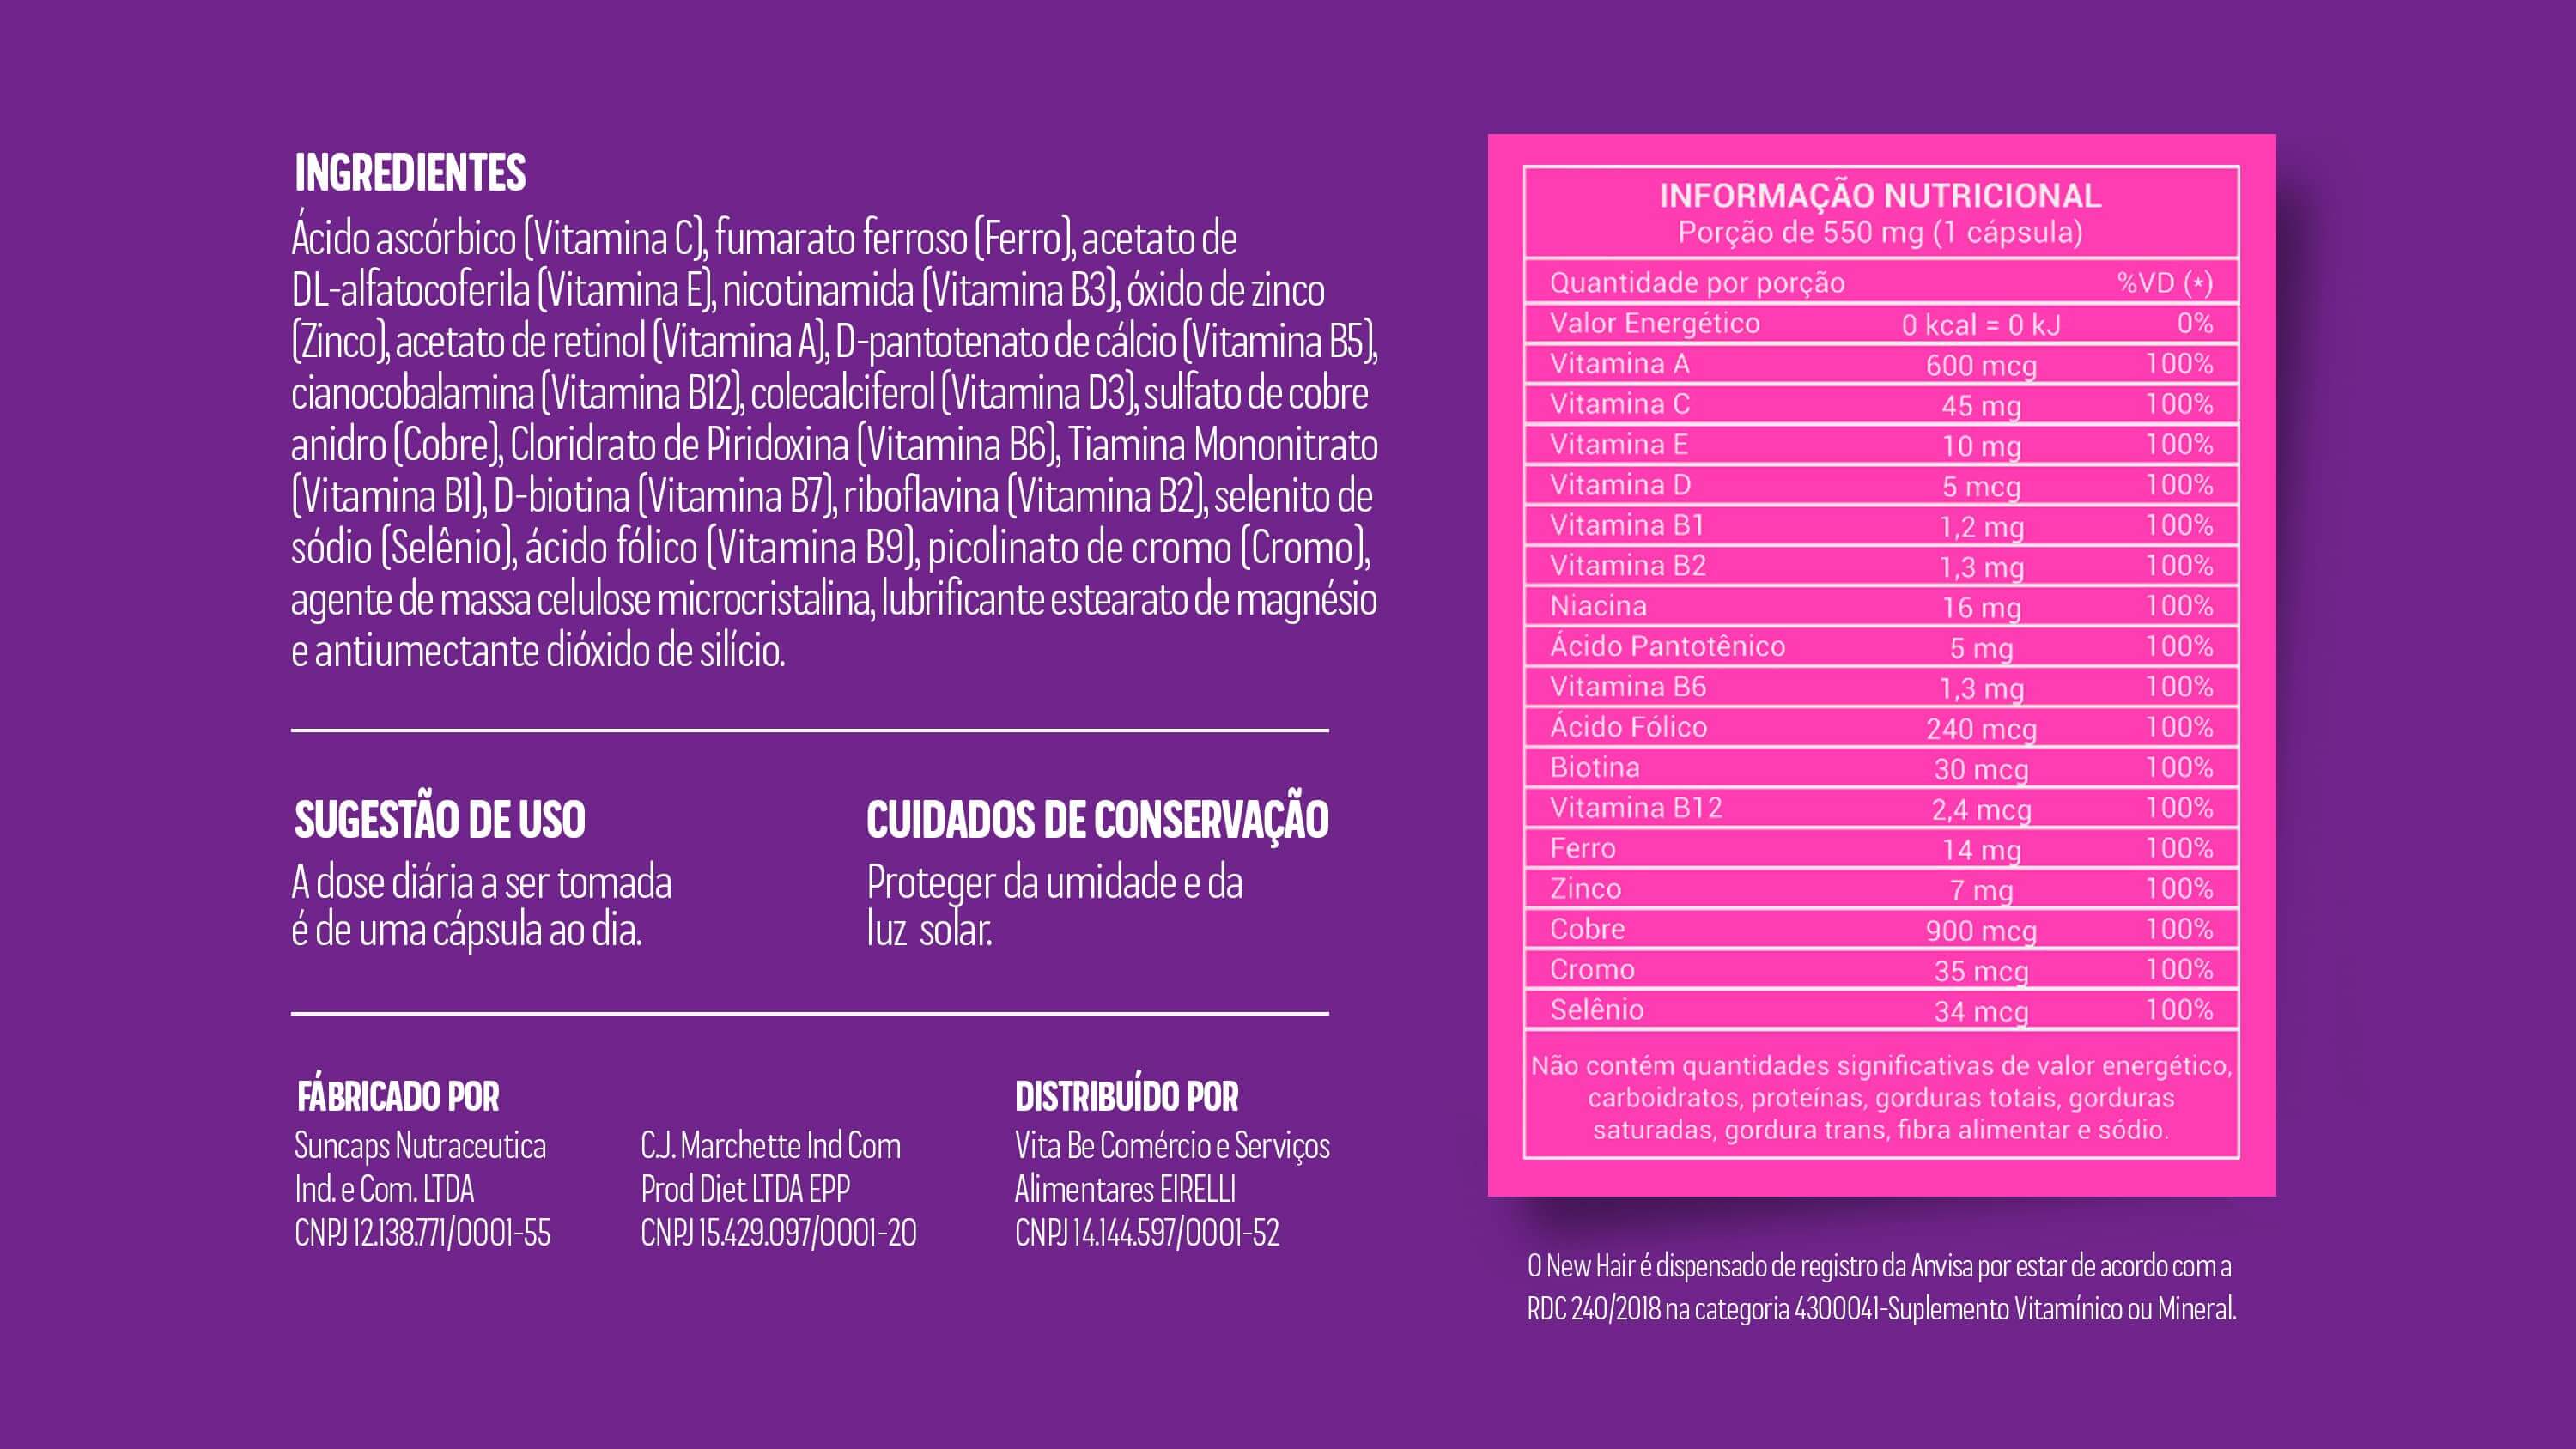 INGREDIENTES
Ácido ascórbico (Vitamina C), fumarato ferroso (Ferro), acetato de
DL-alfatocoferila (Vitamina E), nicotinamida (Vitamina B3), óxido de zinco
(Zinco), acetato de retinol (Vitamina A), D-pantotenato de cálcio (Vitamina B5),
cianocobalamina (Vitamina B12), colecalciferol (Vitamina D3), sulfato de cobre
anidro (Cobre), Cloridrato de Piridoxina (Vitamina B6), Tiamina Mononitrato
(Vitamina B1), D-biotina (Vitamina B7), riboflavina (Vitamina B2), selenito de
sódio (Selênio), ácido fólico (Vitamina B9), picolinato de cromo (Cromo),
agente de massa celulose microcristalina, lubrificante estearato de magnésio
e antiumectante dióxido de silício.
SUGESTÃO DE USO
A dose diária a ser tomada
é de uma cápsula ao dia.
CUIDADOS DE CONSERVAÇÃO
Proteger da umidade e da
luz solar.
FÁBRICADO POR
Suncaps Nutraceutica
Ind. e Com. LTDA
CNPJ 12.138.771/0001-55
C.J. Marchette Ind Com
Prod Diet LTDA EPP
CNPJ 15.429.097/0001-20
DISTRIBUÍDO POR
Vita Be Comércio e Serviços
Alimentares EIRELLI
CNPJ 14.144.597/0001-52
INFORMAÇÃO NUTRICIONAL
Porção de 550 mg (1 cápsula)
Quantidade por porção %VD (*)
Valor Energético 0 kcal = 0 kJ 0%
Vitamina A 600 mcg 100%
Vitamina C 45 mg 100%
Vitamina E 10 mg 100%
Vitamina D 5 mcg 100%
Vitamina B1 1,2 mg 100%
Vitamina B2 1,3 mg 100%
Niacina 16 mg 100%
Ácido Pantotênico 5 mg 100%
Vitamina B6 1,3 mg 100%
Ácido Fólico 240 mcg 100%
Biotina 30 mcg 100%
Vitamina B12 2,4 mcg 100%
Ferro 14 mg 100%
Zinco 7 mg 100%
Cobre 900 mcg 100%
Cromo 35 mcg 100%
Selênio 34 mcg 100%
Não contém quantidades significativas de valor energético,
carboidratos, proteínas, gorduras totais, gorduras
saturadas, gordura trans, fibra alimentar e sódio.
O New Hair é dispensado de registro da Anvisa por estar de acordo com a
RDC 240/2018 na categoria 4300041-Suplemento Vitamínico ou Mineral.